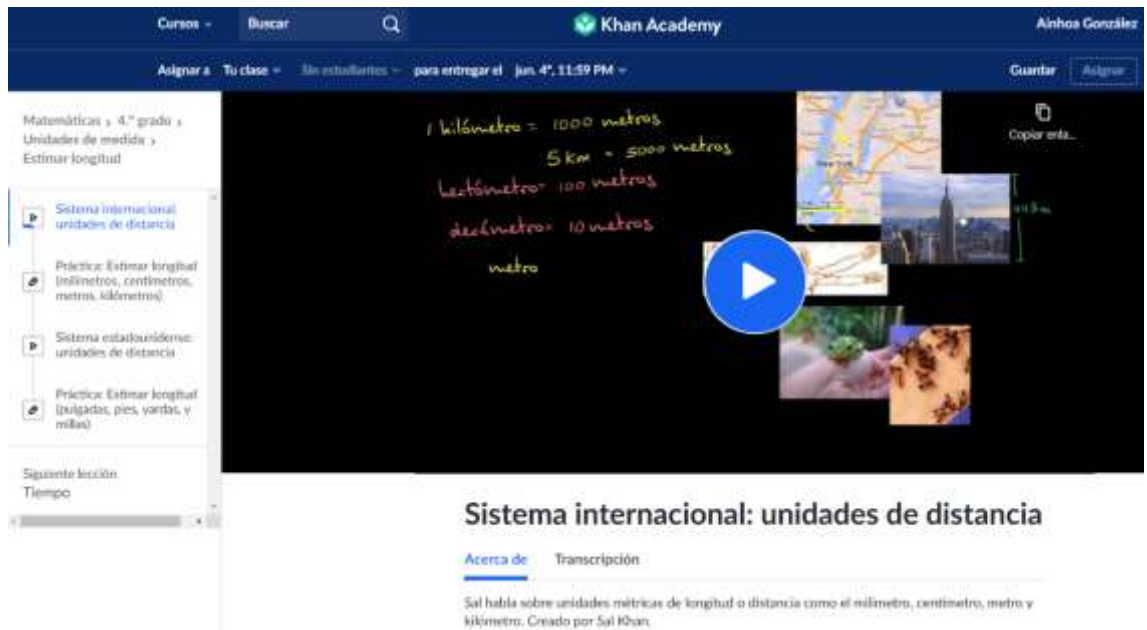 Cursos
Buscar
Khan Academy
Ainhoa González
Asignar a
Tu clase
Sin estudiantes
para entregar el
jun. 4º, 11:59 PM
Guardar
Asignar
Matemáticas > 4.º grado >
Unidades de medida >
Estimar longitud
Sistema internacional:
unidades de distancia
Práctica: Estimar longitud
(milímetros, centímetros,
metros, kilómetros)
Sistema estadounidense:
unidades de distancia
Práctica: Estimar longitud
(pulgadas, pies, yardas, y
millas)
Siguiente lección
Tiempo
1 kilómetro = 1000 metros
5 km = 5000 metros
hectómetro= 100 metros
decámetro= 10 metros
metro
New York
Copiar enla...
Sistema internacional: unidades de distancia
Acerca de
Transcripción
Sal habla sobre unidades métricas de longitud o distancia como el milímetro, centímetro, metro y
kilómetro. Creado por Sal Khan.